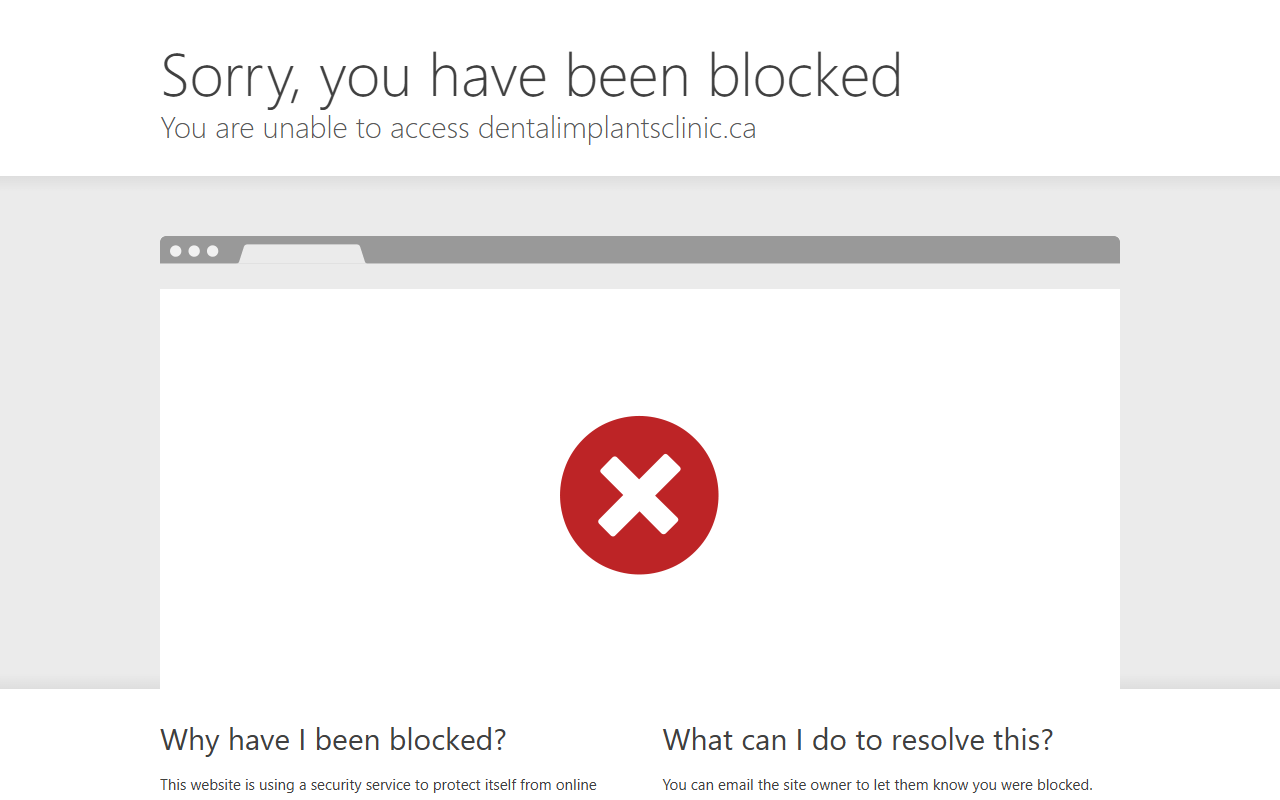 Sorry, you have been blocked
You are unable to access dentalimplantsclinic.ca
Why have I been blocked?
This website is using a security service to protect itself from online
What can I do to resolve this?
You can email the site owner to let them know you were blocked.